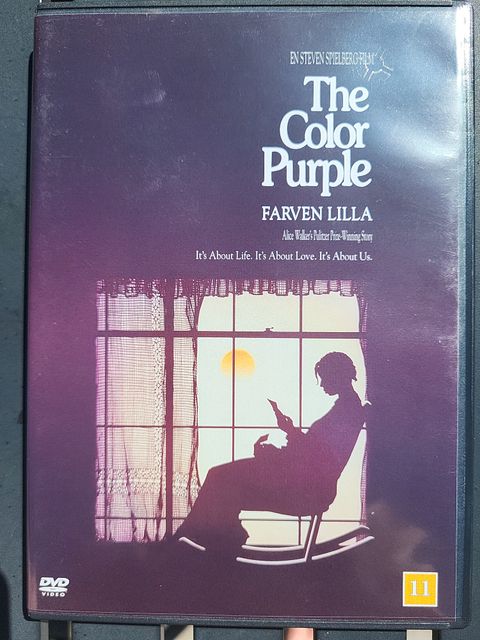 EN STEVEN SPIELBERG-FILM
The
Color
Purple
FARVEN LILLA
Alice Walker's Pulitzer Prize-Winning Story
It's About Life. It's About Love. It's About Us.
DVD
VIDEO
11